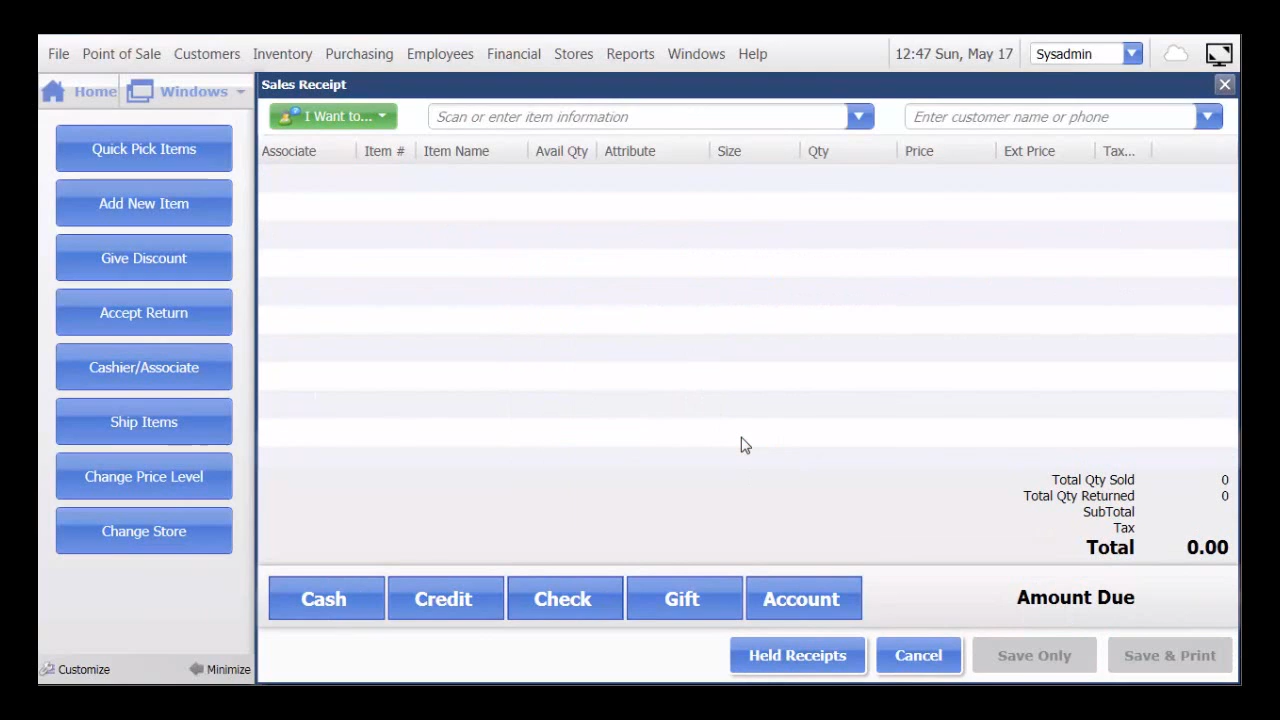 File Point of Sale Customers Inventory Purchasing Employees Financial Stores Reports Windows Help 12:47 Sun, May 17 Sysadmin
Home Windows
Sales Receipt
I Want to... Scan or enter item information Enter customer name or phone
Associate Item # Item Name Avail Qty Attribute Size Qty Price Ext Price Tax...
Quick Pick Items
Add New Item
Give Discount
Accept Return
Cashier/Associate
Ship Items
Change Price Level
Change Store
Total Qty Sold 0
Total Qty Returned 0
SubTotal
Tax
Total 0.00
Cash Credit Check Gift Account Amount Due
Held Receipts Cancel Save Only Save & Print
Customize Minimize